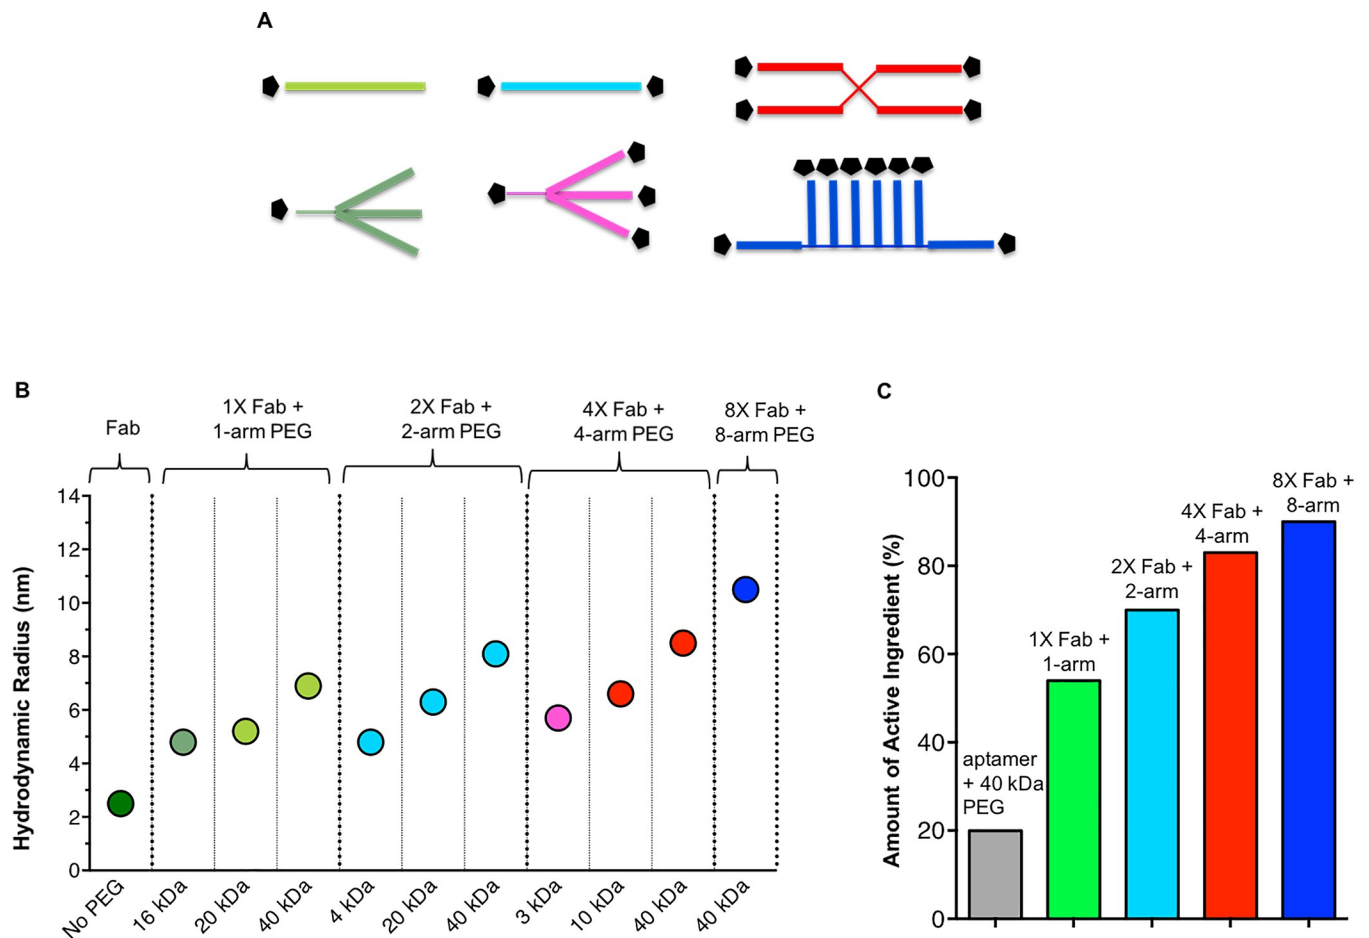 A
B
Fab
1X Fab +
1-arm PEG
2X Fab +
2-arm PEG
4X Fab +
4-arm PEG
8X Fab +
8-arm PEG
Hydrodynamic Radius (nm)
14
12
10
8
6
4
2
0
No PEG
16 kDa
20 kDa
40 kDa
4 kDa
20 kDa
40 kDa
3 kDa
10 kDa
40 kDa
40 kDa
C
Amount of Active Ingredient (%)
100
80
60
40
20
0
aptamer
+ 40 kDa
PEG
1X Fab +
1-arm
2X Fab +
2-arm
4X Fab +
4-arm
8X Fab +
8-arm